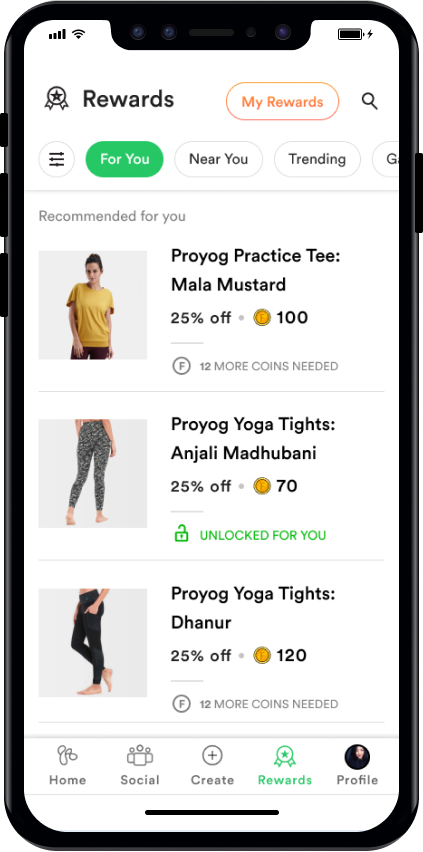 Rewards
My Rewards
For You
Near You
Trending
Recommended for you
Proyog Practice Tee:
Mala Mustard
25% off • 100
F 12 MORE COINS NEEDED
Proyog Yoga Tights:
Anjali Madhubani
25% off • 70
UNLOCKED FOR YOU
Proyog Yoga Tights:
Dhanur
25% off • 120
F 12 MORE COINS NEEDED
Home Social Create Rewards Profile